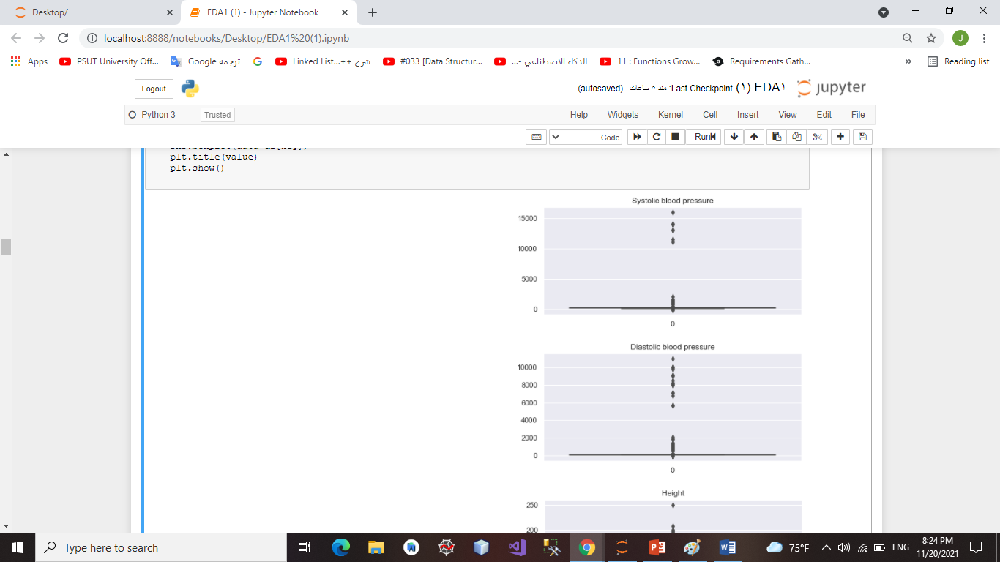 Desktop/
EDA1 (1) - Jupyter Notebook
localhost:8888/notebooks/Desktop/EDA1%20(1).ipynb
J
Apps
PSUT University Off...
Google ترجمة
Linked List...++شرح
#033 [Data Structur...
الذكاء الاصطناعي -...
11 : Functions Grow...
Requirements Gath...
Reading list
Logout
(autosaved) منذ ٥ ساعات :Last Checkpoint (١) EDA١
jupyter
Python 3
Trusted
Help
Widgets
Kernel
Cell
Insert
View
Edit
File
Code
Run
plt.title(value)
plt.show()
Systolic blood pressure
15000
10000
5000
0
0
Diastolic blood pressure
10000
8000
6000
4000
2000
0
0
Height
250
200
Type here to search
75°F
ENG
8:24 PM
11/20/2021